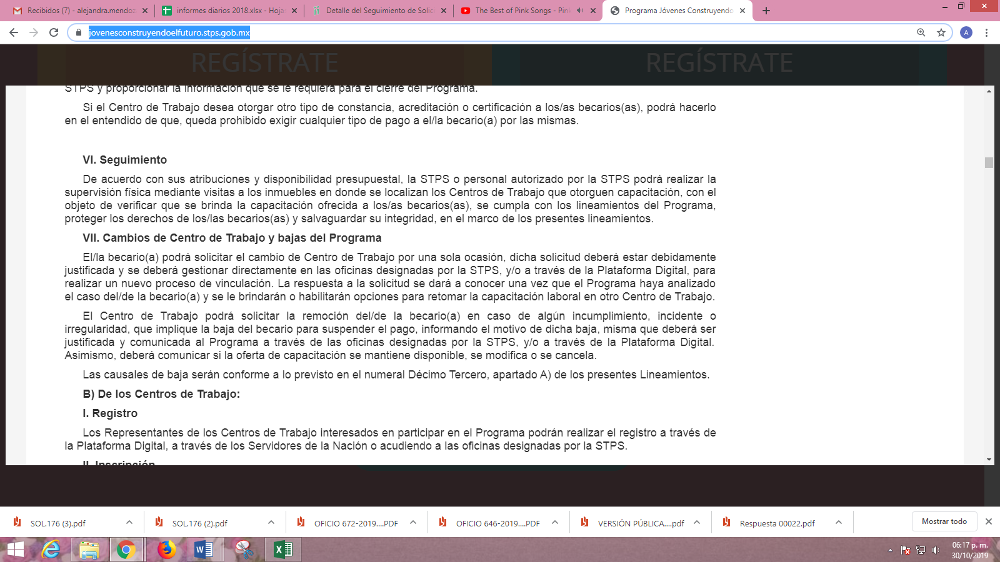 Recibidos (7) - alejandra.mendoz
informes diarios 2018.xlsx - Hoja
Detalle del Seguimiento de Solic
The Best of Pink Songs - Pin
Programa Jóvenes Construyendo
jovenesconstruyendoelfuturo.stps.gob.mx
A
REGÍSTRATE
REGÍSTRATE
STPS y proporcionar la información que se le requiera para el cierre del Programa.
Si el Centro de Trabajo desea otorgar otro tipo de constancia, acreditación o certificación a los/as becarios(as), podrá hacerlo
en el entendido de que, queda prohibido exigir cualquier tipo de pago a el/la becario(a) por las mismas.
VI. Seguimiento
De acuerdo con sus atribuciones y disponibilidad presupuestal, la STPS o personal autorizado por la STPS podrá realizar la
supervisión física mediante visitas a los inmuebles en donde se localizan los Centros de Trabajo que otorguen capacitación, con el
objeto de verificar que se brinda la capacitación ofrecida a los/as becarios(as), se cumpla con los lineamientos del Programa,
proteger los derechos de los/las becarios(as) y salvaguardar su integridad, en el marco de los presentes lineamientos.
VII. Cambios de Centro de Trabajo y bajas del Programa
El/la becario(a) podrá solicitar el cambio de Centro de Trabajo por una sola ocasión, dicha solicitud deberá estar debidamente
justificada y se deberá gestionar directamente en las oficinas designadas por la STPS, y/o a través de la Plataforma Digital, para
realizar un nuevo proceso de vinculación. La respuesta a la solicitud se dará a conocer una vez que el Programa haya analizado
el caso del/de la becario(a) y se le brindarán o habilitarán opciones para retomar la capacitación laboral en otro Centro de Trabajo.
El Centro de Trabajo podrá solicitar la remoción del/de la becario(a) en caso de algún incumplimiento, incidente o
irregularidad, que implique la baja del becario para suspender el pago, informando el motivo de dicha baja, misma que deberá ser
justificada y comunicada al Programa a través de las oficinas designadas por la STPS, y/o a través de la Plataforma Digital.
Asimismo, deberá comunicar si la oferta de capacitación se mantiene disponible, se modifica o se cancela.
Las causales de baja serán conforme a lo previsto en el numeral Décimo Tercero, apartado A) de los presentes Lineamientos.
B) De los Centros de Trabajo:
I. Registro
Los Representantes de los Centros de Trabajo interesados en participar en el Programa podrán realizar el registro a través de
la Plataforma Digital, a través de los Servidores de la Nación o acudiendo a las oficinas designadas por la STPS.
II. Inscripción
SOL.176 (3).pdf
SOL.176 (2).pdf
OFICIO 672-2019....PDF
OFICIO 646-2019....PDF
VERSIÓN PÚBLICA....pdf
Respuesta 00022.pdf
Mostrar todo
06:17 p. m.
30/10/2019